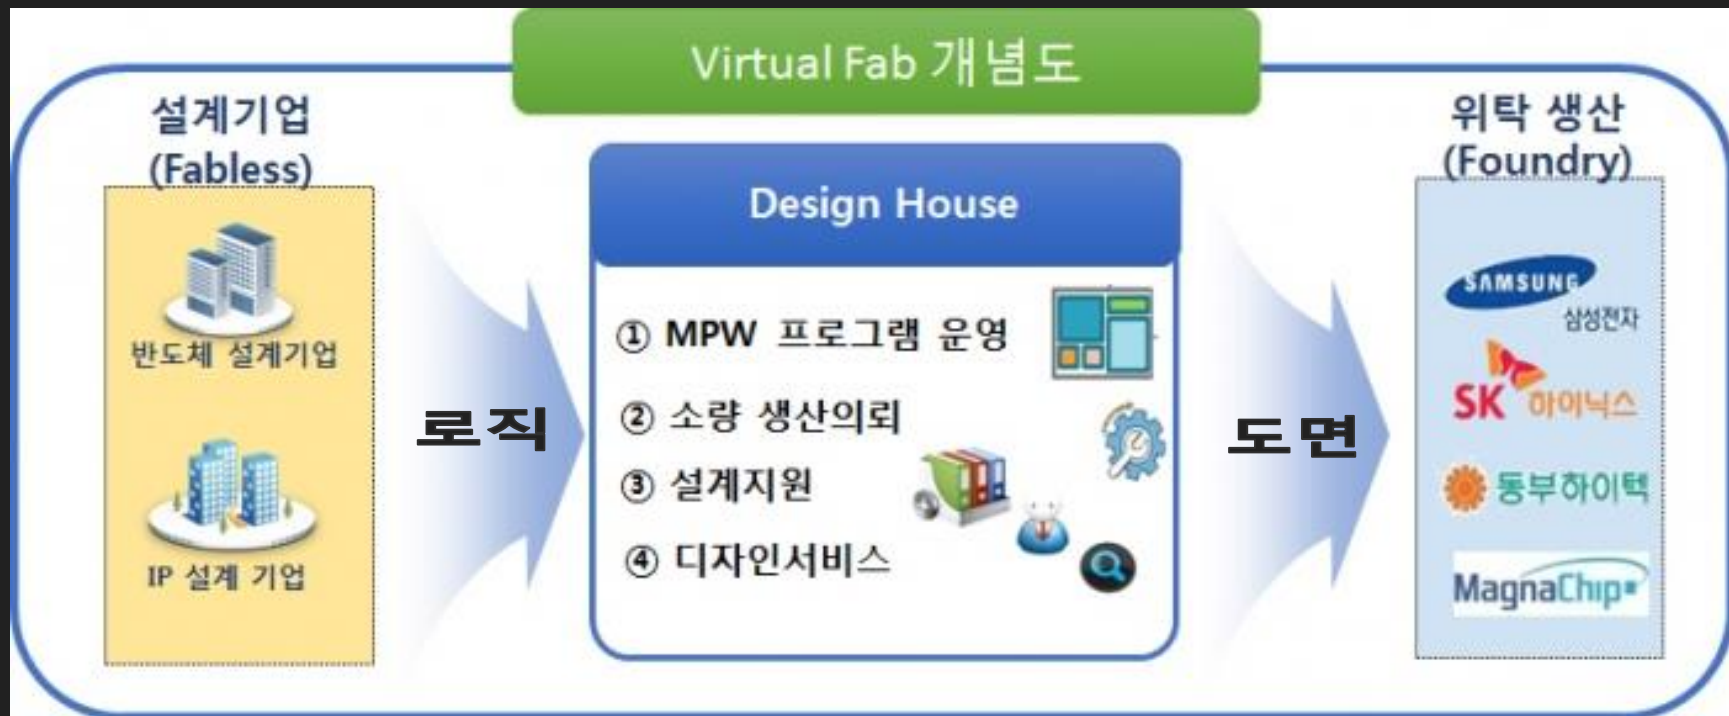 Virtual Fab 개념도
설계기업
(Fabless)
반도체 설계기업
IP 설계 기업
로직
Design House
① MPW 프로그램 운영
② 소량 생산의뢰
③ 설계지원
④ 디자인서비스
도면
위탁 생산
(Foundry)
SAMSUNG
삼성전자
SK 하이닉스
동부하이텍
MagnaChip